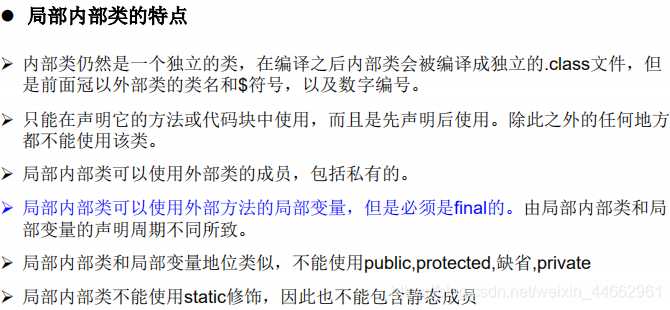 ● 局部内部类的特点
➢ 内部类仍然是一个独立的类，在编译之后内部类会被编译成独立的.class文件，但
是前面冠以外部类的类名和$符号，以及数字编号。
➢ 只能在声明它的方法或代码块中使用，而且是先声明后使用。除此之外的任何地方
都不能使用该类。
➢ 局部内部类可以使用外部类的成员，包括私有的。
➢ 局部内部类可以使用外部方法的局部变量，但是必须是final的。由局部内部类和局
部变量的声明周期不同所致。
➢ 局部内部类和局部变量地位类似，不能使用public,protected,缺省,private
➢ 局部内部类不能使用static修饰，因此也不能包含静态成员
sdn.net/weixin_44662961